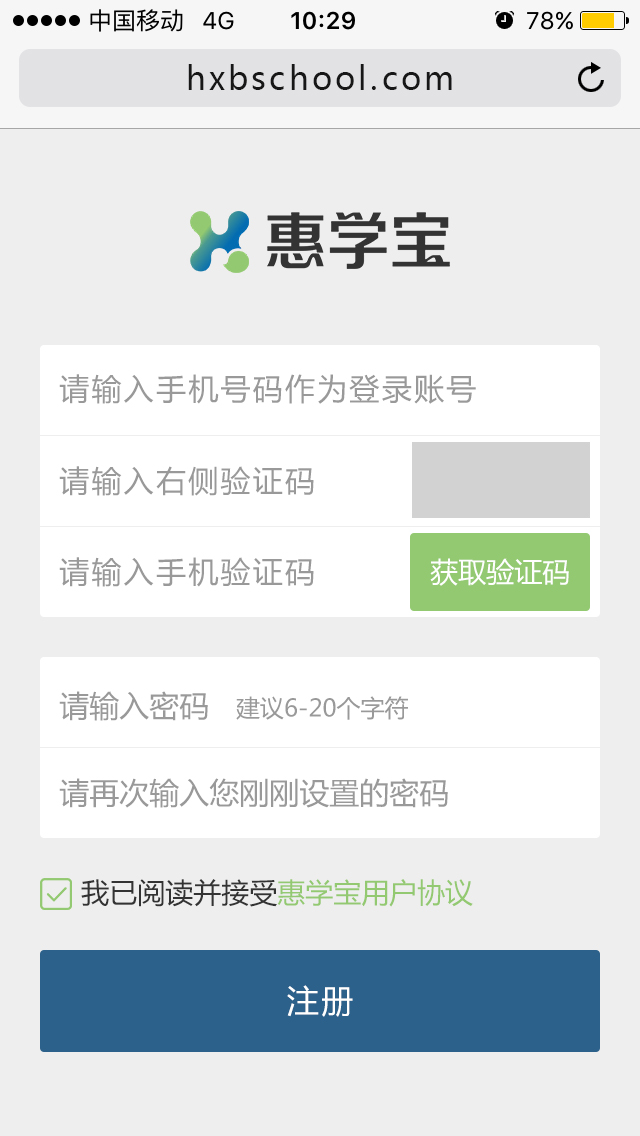 中国移动 4G 10:29 78%
hxbschool.com
惠学宝
请输入手机号码作为登录账号
请输入右侧验证码
请输入手机验证码 获取验证码
请输入密码 建议6-20个字符
请再次输入您刚刚设置的密码
我已阅读并接受惠学宝用户协议
注册